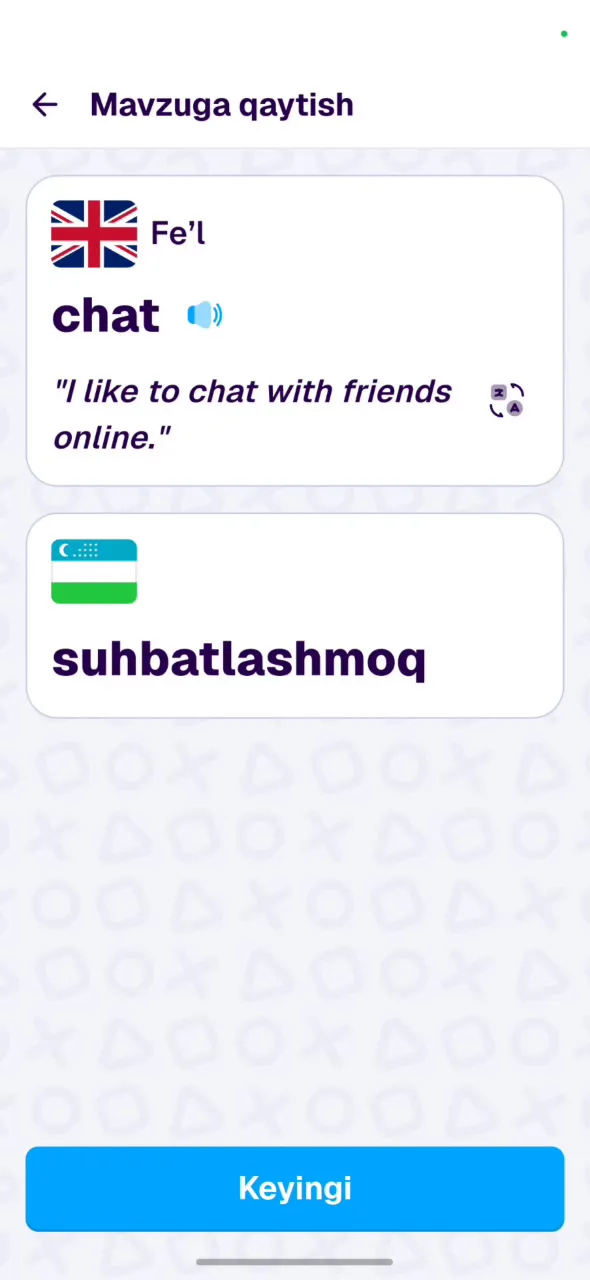 Mavzuga qaytish
Fe’l
chat
"I like to chat with friends
online."
suhbatlashmoq
Keyingi